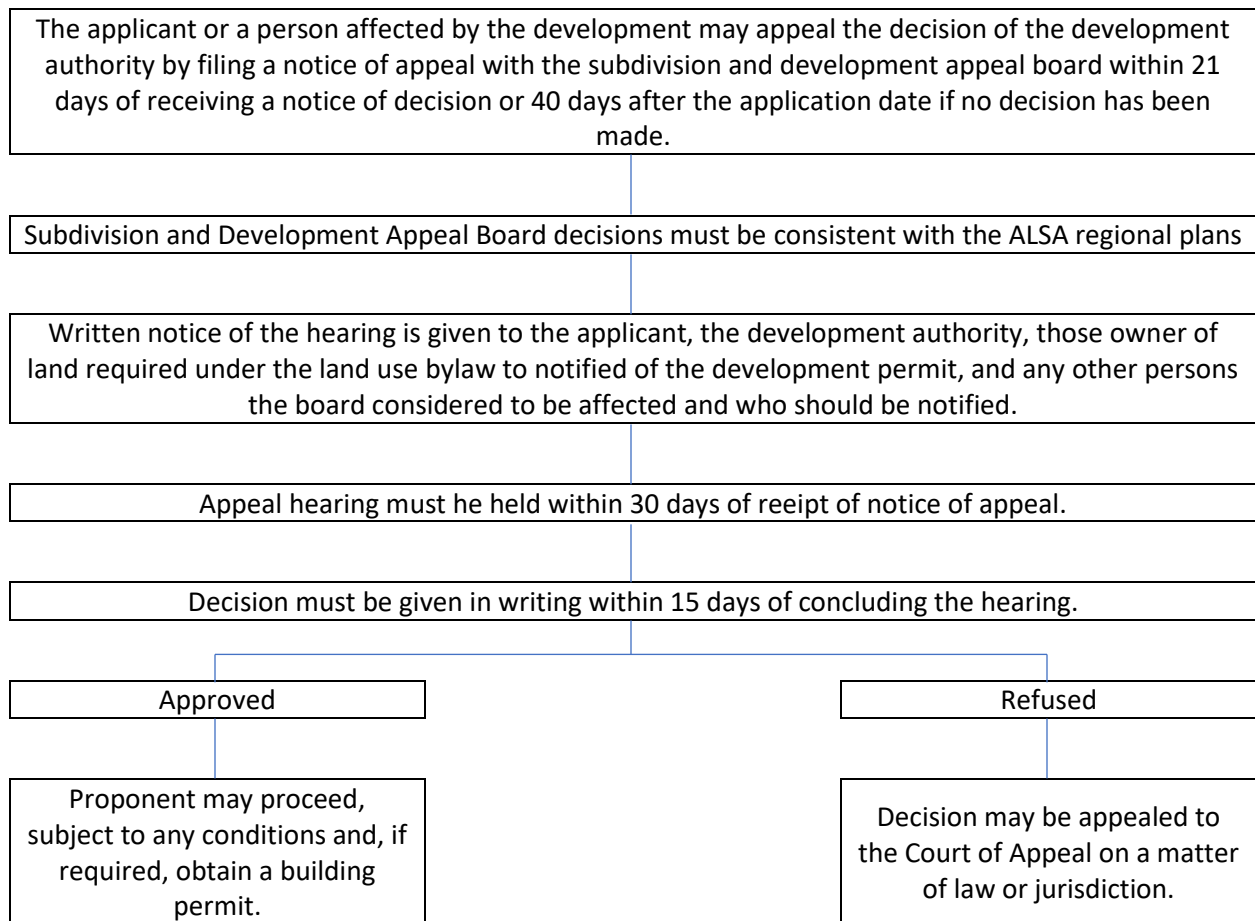 The applicant or a person affected by the development may appeal the decision of the development
authority by filing a notice of appeal with the subdivision and development appeal board within 21
days of receiving a notice of decision or 40 days after the application date if no decision has been
made.
Subdivision and Development Appeal Board decisions must be consistent with the ALSA regional plans
Written notice of the hearing is given to the applicant, the development authority, those owner of
land required under the land use bylaw to notified of the development permit, and any other persons
the board considered to be affected and who should be notified.
Appeal hearing must he held within 30 days of reeipt of notice of appeal.
Decision must be given in writing within 15 days of concluding the hearing.
Approved
Refused
Proponent may proceed,
subject to any conditions and, if
required, obtain a building
permit.
Decision may be appealed to
the Court of Appeal on a matter
of law or jurisdiction.